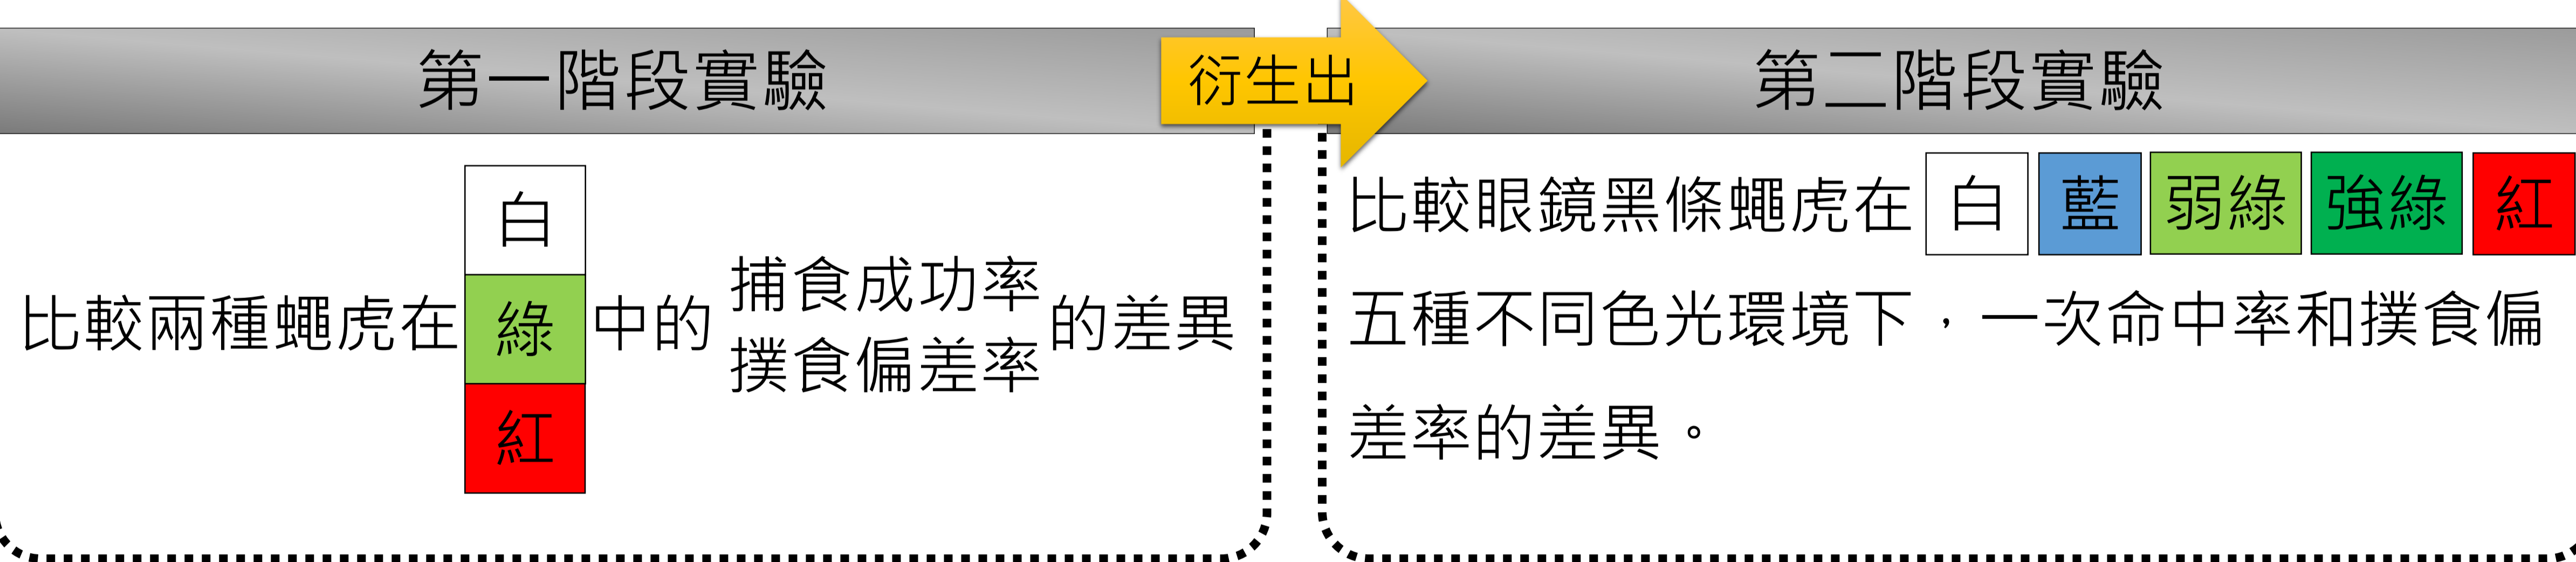 第一階段實驗
衍生出
第二階段實驗
比較兩種蠅虎在
白
綠
紅
中的
捕食成功率
撲食偏差率
的差異
比較眼鏡黑條蠅虎在 白 藍 弱綠 強綠 紅
五種不同色光環境下，一次命中率和撲食偏
差率的差異。